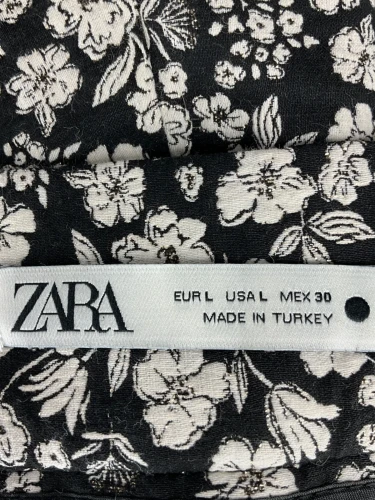 ZARA
EUR L USA L MEX 30
MADE IN TURKEY